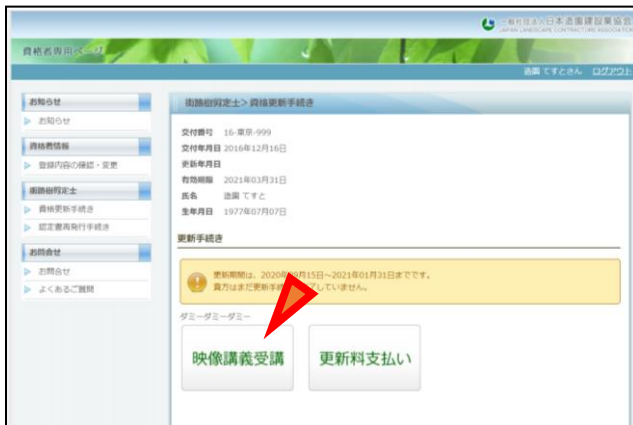 一般社団法人日本造園建設業協会
JAPAN LANDSCAPE CONTRACTORS ASSOCIATION
資格者専用ページ
造園 てすとさん ログアウト
お知らせ
お知らせ
資格者情報
登録内容の確認・変更
街路樹剪定士
資格更新手続き
認定書再発行手続き
お問合せ
お問合せ
よくあるご質問
街路樹剪定士>資格更新手続き
交付番号 16-東京-999
交付年月日 2016年12月16日
更新年月日
有効期限 2021年03月31日
氏名 造園 てすと
生年月日 1977年07月07日
更新手続き
更新期間は、2020年09月15日～2021年01月31日までです。
貴方はまだ更新手続 していません。
ダミーダミーダミー
映像講義受講 更新料支払い